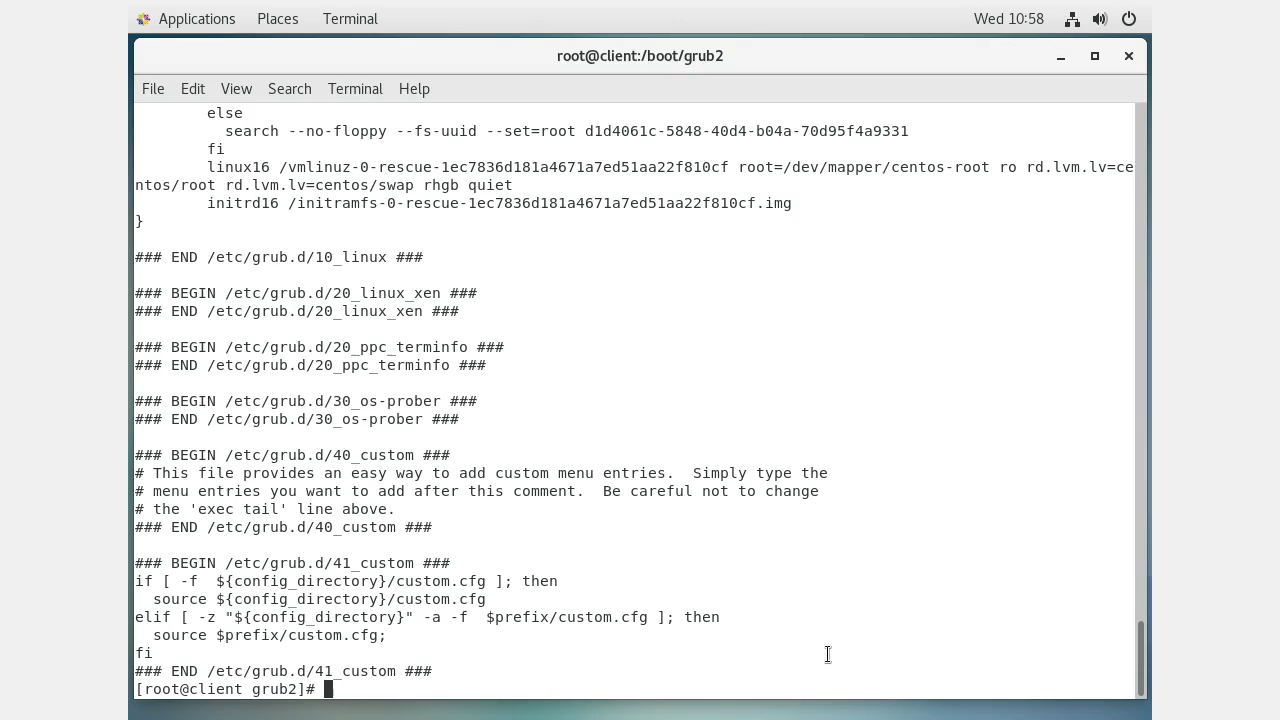 Applications Places Terminal Wed 10:58
root@client:/boot/grub2
File Edit View Search Terminal Help
else
search --no-floppy --fs-uuid --set=root d1d4061c-5848-40d4-b04a-70d95f4a9331
fi
linux16 /vmlinuz-0-rescue-1ec7836d181a4671a7ed51aa22f810cf root=/dev/mapper/centos-root ro rd.lvm.lv=ce
ntos/root rd.lvm.lv=centos/swap rhgb quiet
initrd16 /initramfs-0-rescue-1ec7836d181a4671a7ed51aa22f810cf.img
}
### END /etc/grub.d/10_linux ###
### BEGIN /etc/grub.d/20_linux_xen ###
### END /etc/grub.d/20_linux_xen ###
### BEGIN /etc/grub.d/20_ppc_terminfo ###
### END /etc/grub.d/20_ppc_terminfo ###
### BEGIN /etc/grub.d/30_os-prober ###
### END /etc/grub.d/30_os-prober ###
### BEGIN /etc/grub.d/40_custom ###
# This file provides an easy way to add custom menu entries.  Simply type the
# menu entries you want to add after this comment.  Be careful not to change
# the 'exec tail' line above.
### END /etc/grub.d/40_custom ###
### BEGIN /etc/grub.d/41_custom ###
if [ -f  ${config_directory}/custom.cfg ]; then
source ${config_directory}/custom.cfg
elif [ -z "${config_directory}" -a -f  $prefix/custom.cfg ]; then
source $prefix/custom.cfg;
fi
### END /etc/grub.d/41_custom ###
[root@client grub2]#